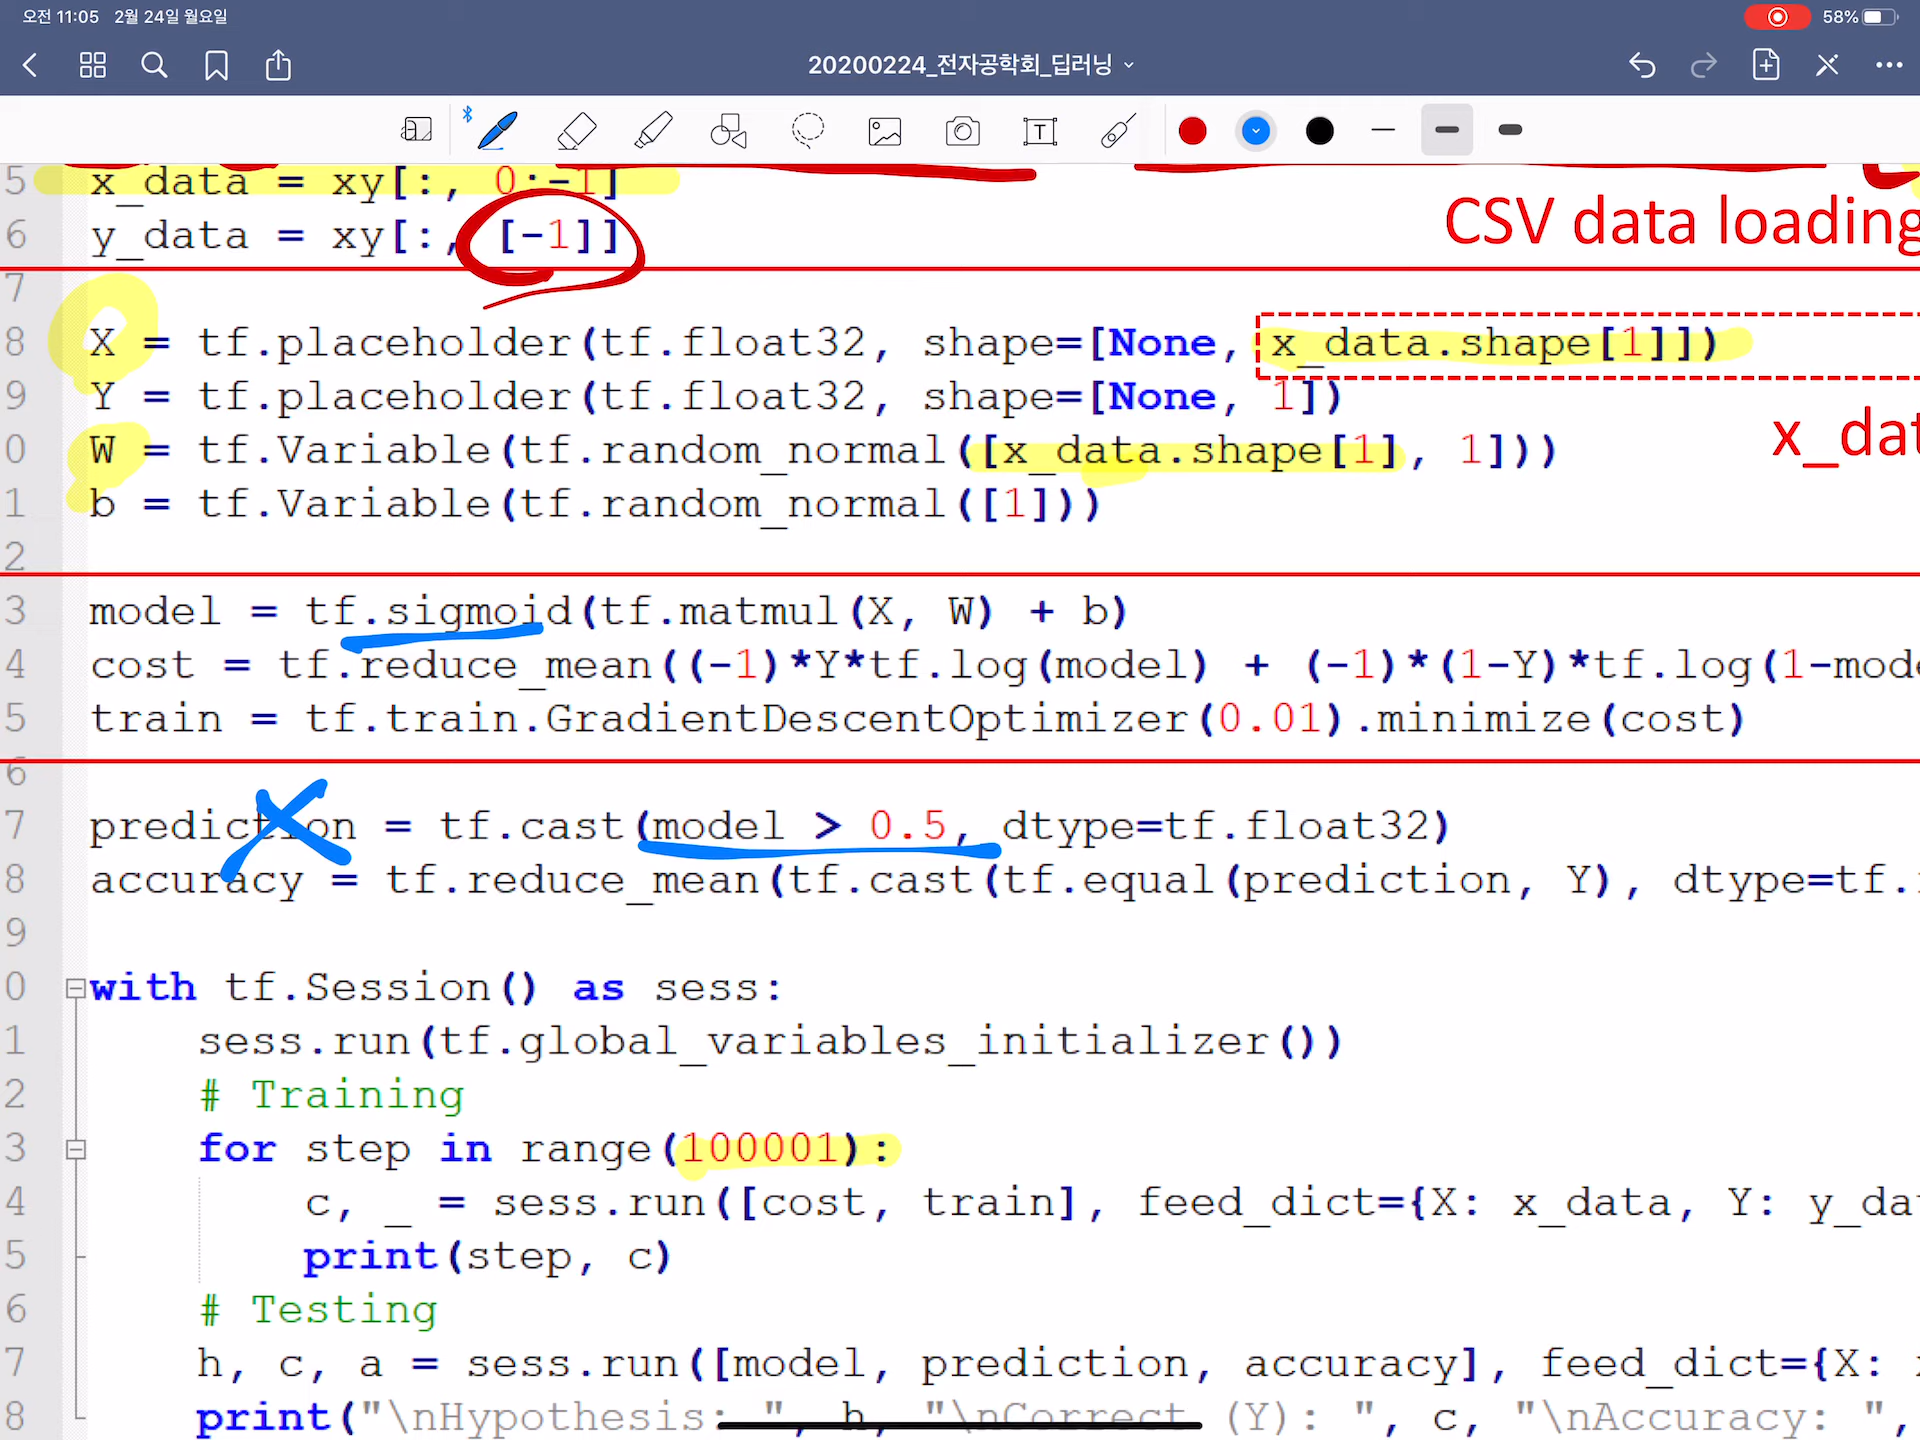 오전 11:05 2월 24일 월요일
58%
20200224_전자공학회_딥러닝
5 x_data = xy[:, 0:-1]
6 y_data = xy[:, [-1]]
CSV data loading
7
8 X = tf.placeholder(tf.float32, shape=[None, x_data.shape[1]])
9 Y = tf.placeholder(tf.float32, shape=[None, 1])
0 W = tf.Variable(tf.random_normal([x_data.shape[1], 1]))
x_dat
1 b = tf.Variable(tf.random_normal([1]))
2
3 model = tf.sigmoid(tf.matmul(X, W) + b)
4 cost = tf.reduce_mean((-1)*Y*tf.log(model) + (-1)*(1-Y)*tf.log(1-mode
5 train = tf.train.GradientDescentOptimizer(0.01).minimize(cost)
6
7 prediction = tf.cast(model > 0.5, dtype=tf.float32)
8 accuracy = tf.reduce_mean(tf.cast(tf.equal(prediction, Y), dtype=tf.
9
0 with tf.Session() as sess:
1 sess.run(tf.global_variables_initializer())
2 # Training
3 for step in range(100001):
4 c, _ = sess.run([cost, train], feed_dict={X: x_data, Y: y_da
5 print(step, c)
6 # Testing
7 h, c, a = sess.run([model, prediction, accuracy], feed_dict={X:
8 print("\nHypothesis: ", h, "\nCorrect (Y): ", c, "\nAccuracy: ",